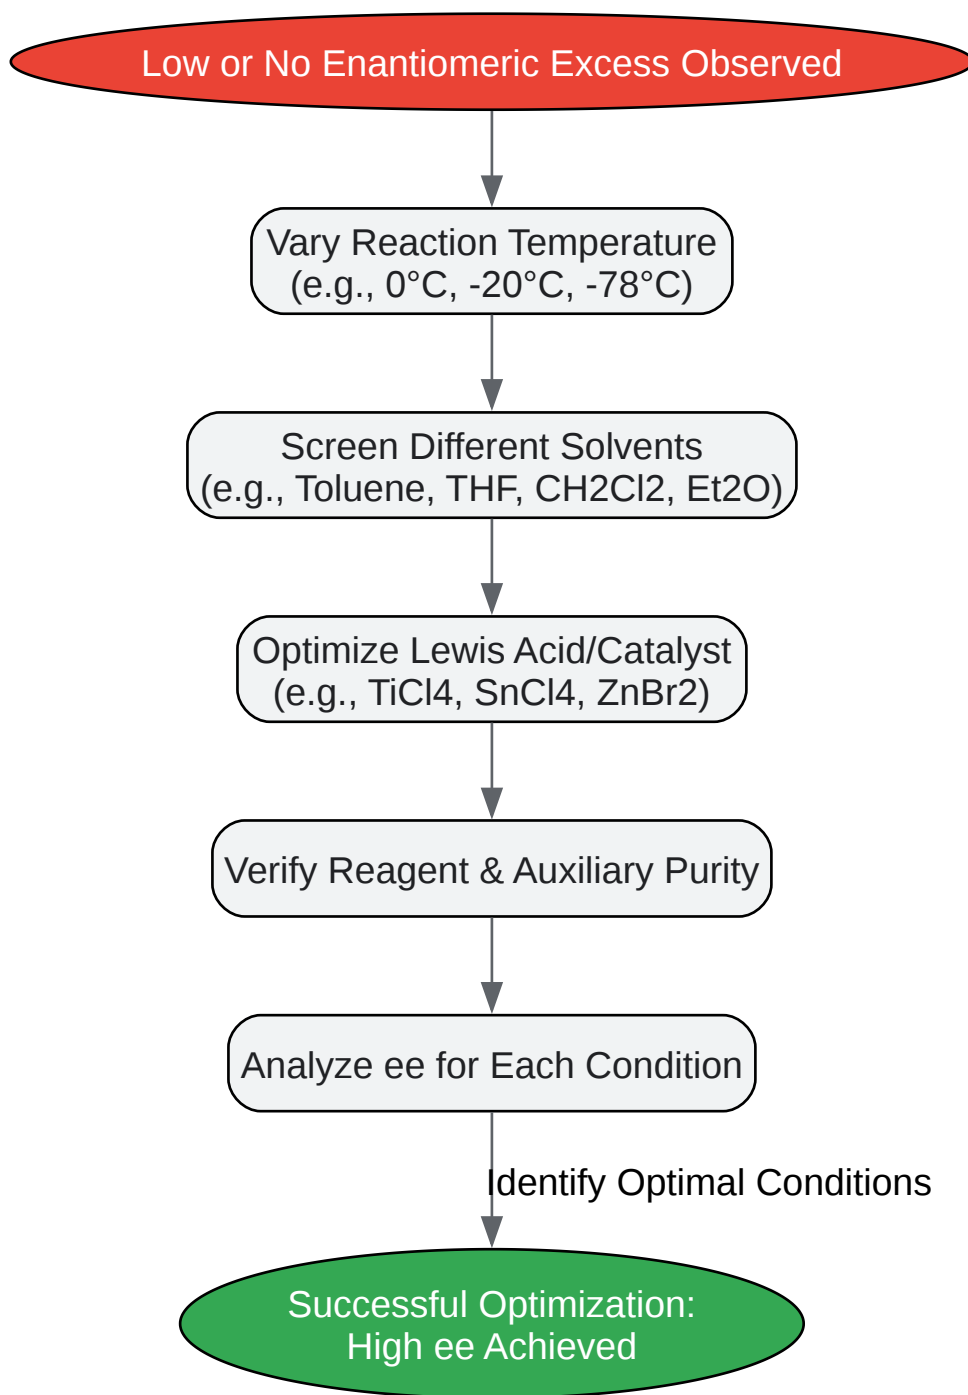 Low or No Enantiomeric Excess Observed
Vary Reaction Temperature
(e.g., 0°C, -20°C, -78°C)
Screen Different Solvents
(e.g., Toluene, THF, CH2Cl2, Et2O)
Optimize Lewis Acid/Catalyst
(e.g., TiCl4, SnCl4, ZnBr2)
Verify Reagent & Auxiliary Purity
Analyze ee for Each Condition
Identify Optimal Conditions
Successful Optimization:
High ee Achieved